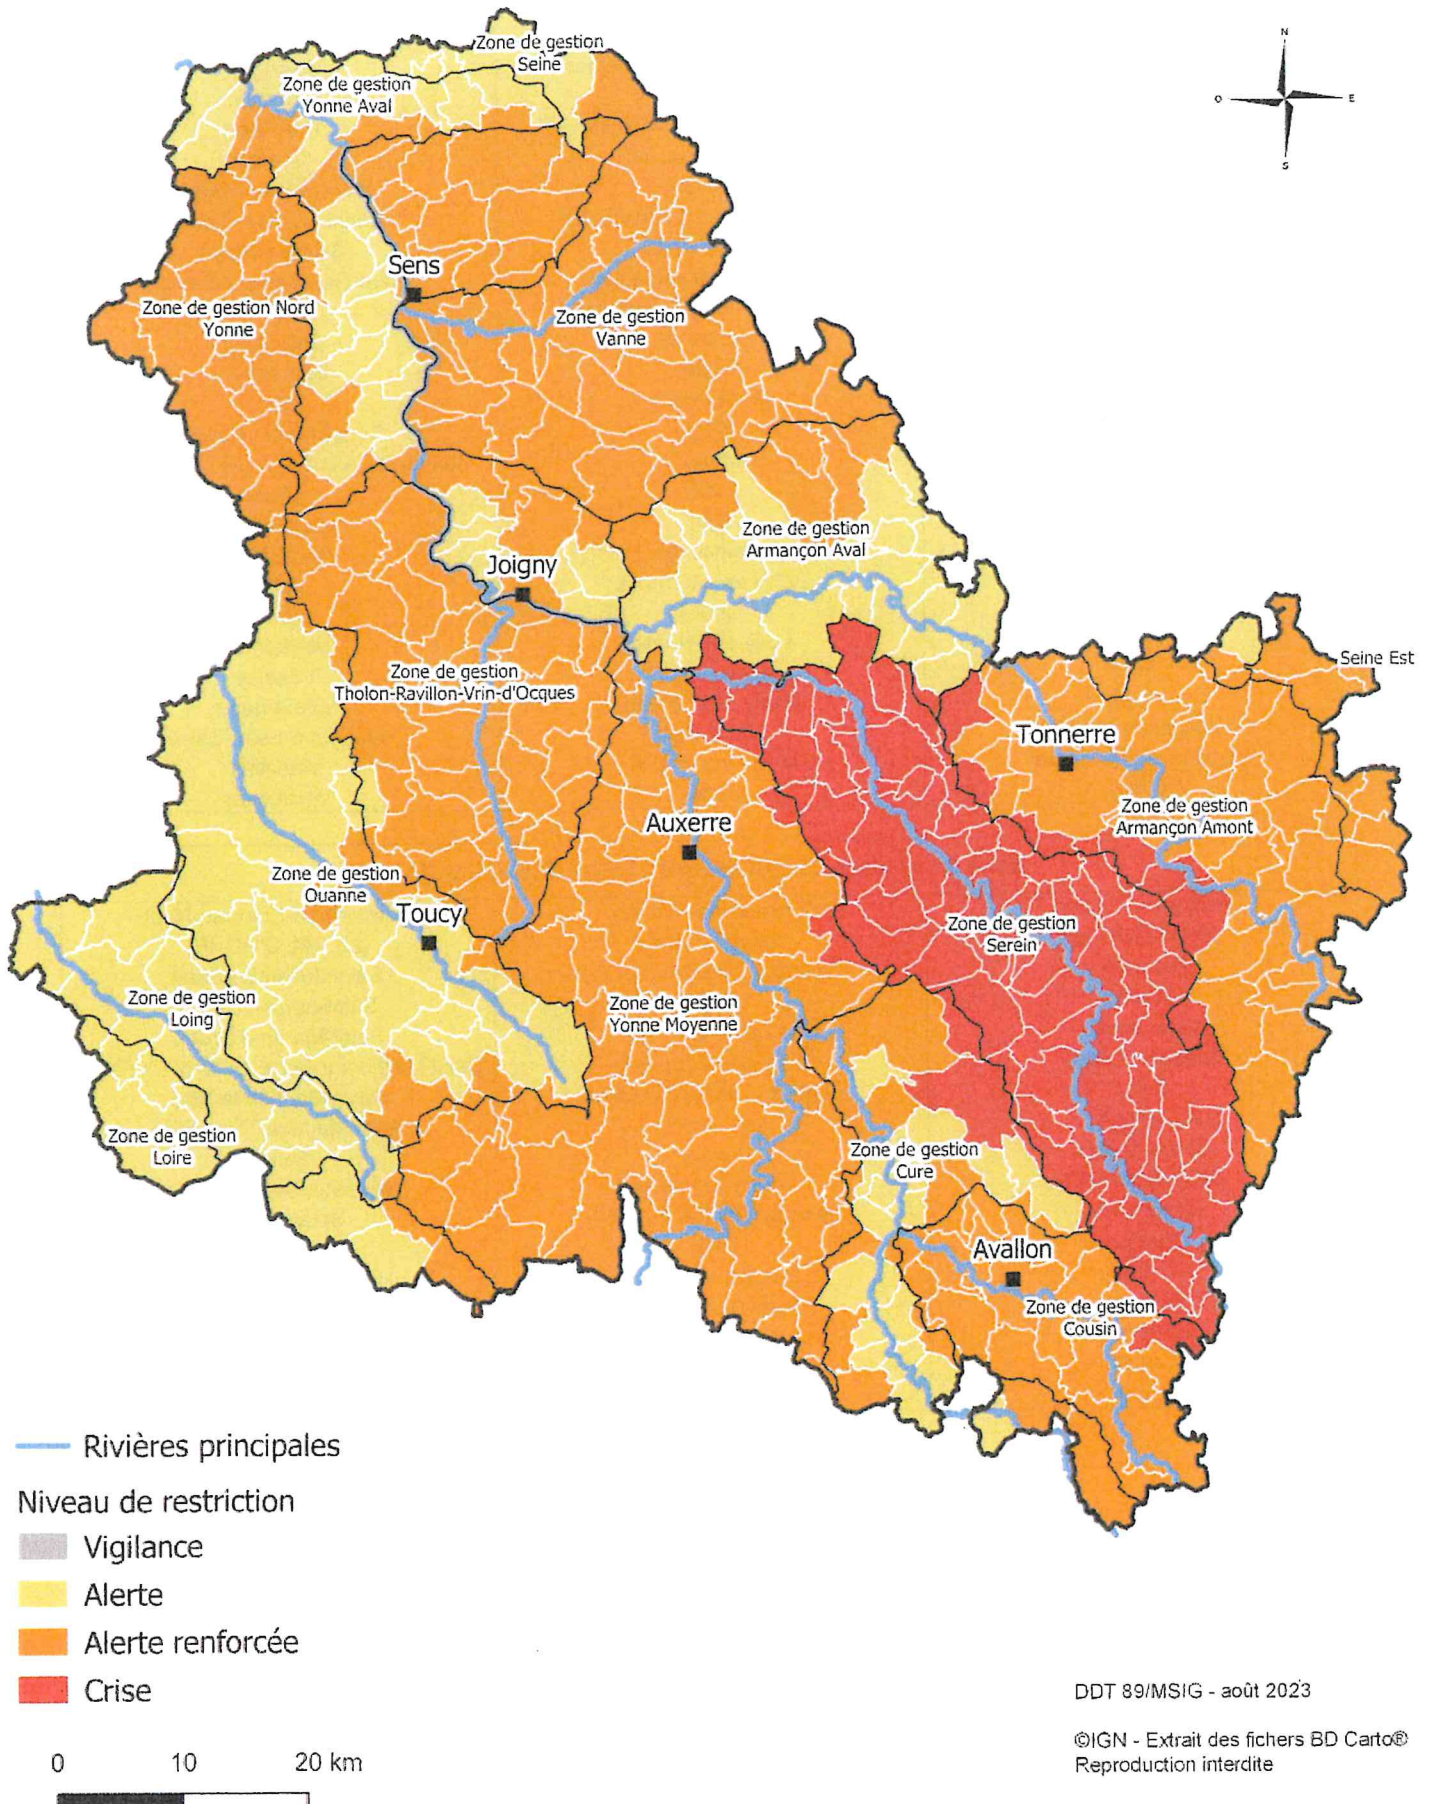 Zone de gestion
Seine
N
O
E
S
Zone de gestion
Yonne Aval
Sens
Zone de gestion Nord
Yonne
Zone de gestion
Vanne
Zone de gestion
Armançon Aval
Joigny
Seine Est
Zone de gestion
Tholon-Ravillon-Vrin-d'Ocques
Tonnerre
Zone de gestion
Armançon Amont
Auxerre
Zone de gestion
Ouanne
Toucy
Zone de gestion
Serein
Zone de gestion
Loing
Zone de gestion
Yonne Moyenne
Zone de gestion
Loire
Zone de gestion
Cure
Avallon
Zone de gestion
Cousin
Rivières principales
Niveau de restriction
Vigilance
Alerte
Alerte renforcée
Crise
0 10 20 km
DDT 89/MSIG - août 2023
©IGN - Extrait des fichers BD Carto®
Reproduction interdite